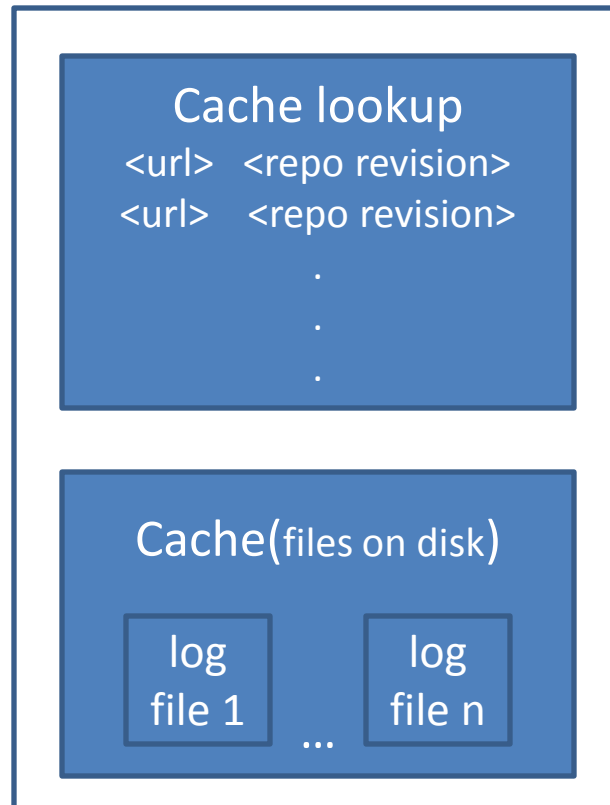 Cache lookup
<url> <repo revision>
<url> <repo revision>
.
.
.
Cache(files on disk)
log
file 1
...
log
file n